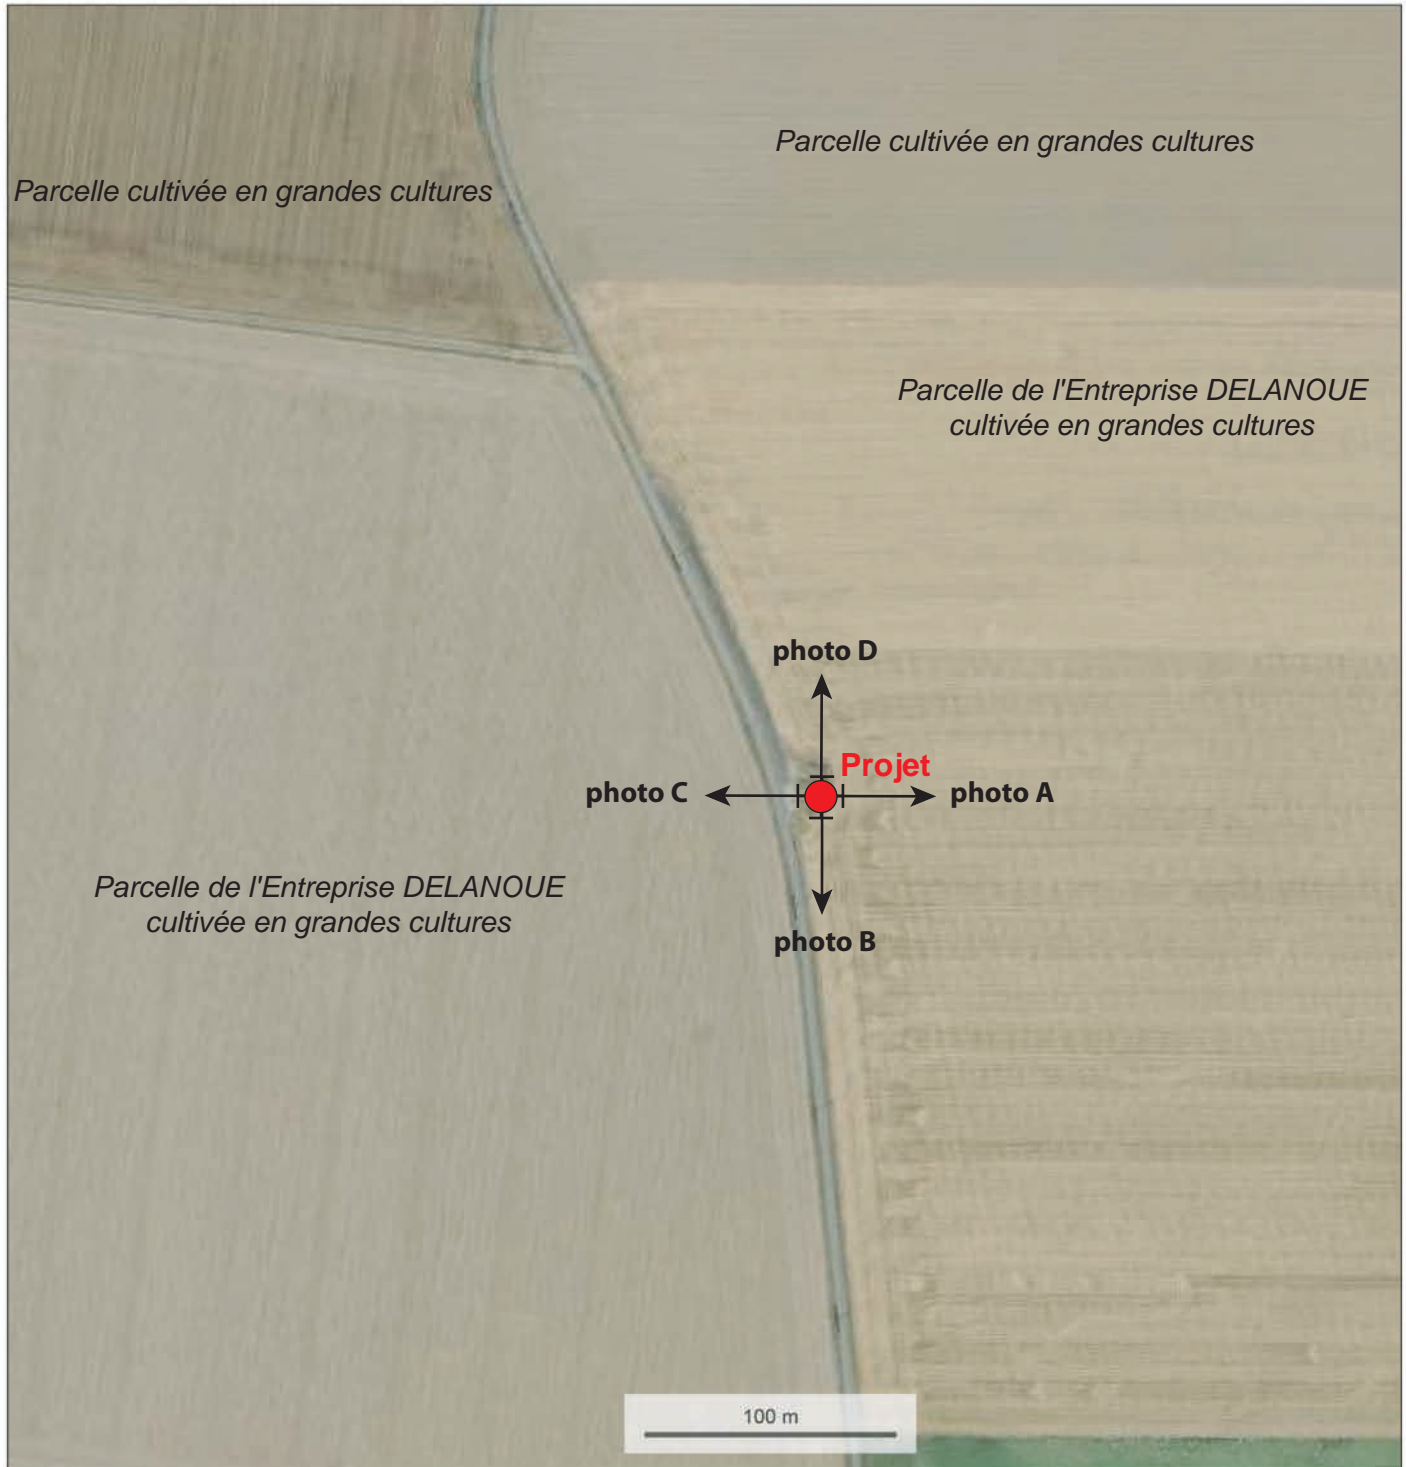 Parcelle cultivée en grandes cultures
Parcelle cultivée en grandes cultures
Parcelle de l'Entreprise DELANOUE
cultivée en grandes cultures
photo D
Projet
photo C
photo A
Parcelle de l'Entreprise DELANOUE
cultivée en grandes cultures
photo B
100 m